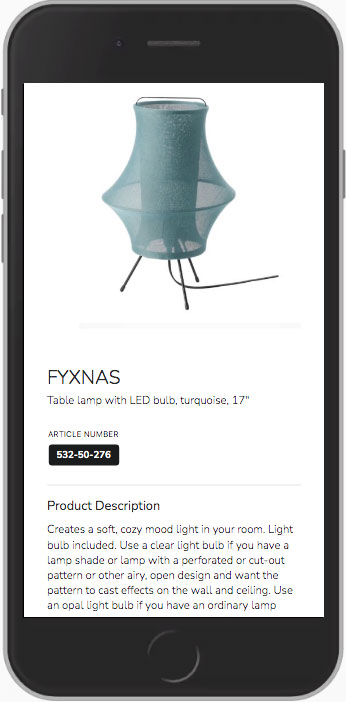 FYXNAS
Table lamp with LED bulb, turquoise, 17"
ARTICLE NUMBER
532-50-276
Product Description
Creates a soft, cozy mood light in your room. Light
bulb included. Use a clear light bulb if you have a
lamp shade or lamp with a perforated or cut-out
pattern or other airy, open design and want the
pattern to cast effects on the wall and ceiling. Use
an opal light bulb if you have an ordinary lamp